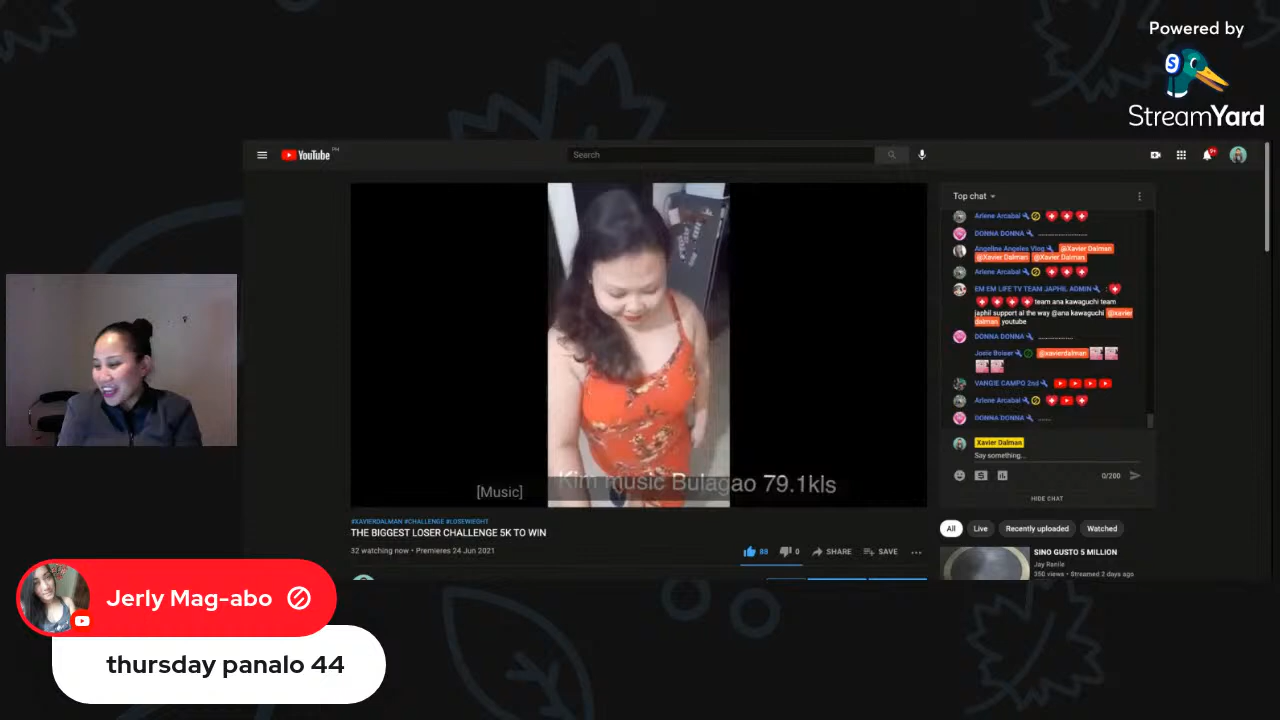 Powered by
StreamYard
YouTube PH
Search
Top chat
Arlene Arcabal
DONNA DONNA
Angeline Angeles Vlog @Xavier Dalman
@Xavier Dalman @Xavier Dalman
Arlene Arcabal
EM EM LIFE TV TEAM JAPHIL ADMIN :
team ana kawaguchi team
japhil support al the way @ana kawaguchi @xavier
dalman youtube
DONNA DONNA
@xavierdalman
VANGIE CAMPO 2nd
Arlene Arcabal
DONNA DONNA
Xavier Dalman
Say something...
0/200
HIDE CHAT
[Music]
Kim music Bulagao 79.1kls
#XAVIERDALMAN #CHALLENGE #LOSEWIEGHT
THE BIGGEST LOSER CHALLENGE 5K TO WIN
32 watching now • Premieres 24 Jun 2021
88 0 SHARE SAVE
All Live Recently uploaded Watched
SINO GUSTO 5 MILLION
Jay Ranile
350 views • Streamed 2 days ago
Jerly Mag-abo
thursday panalo 44